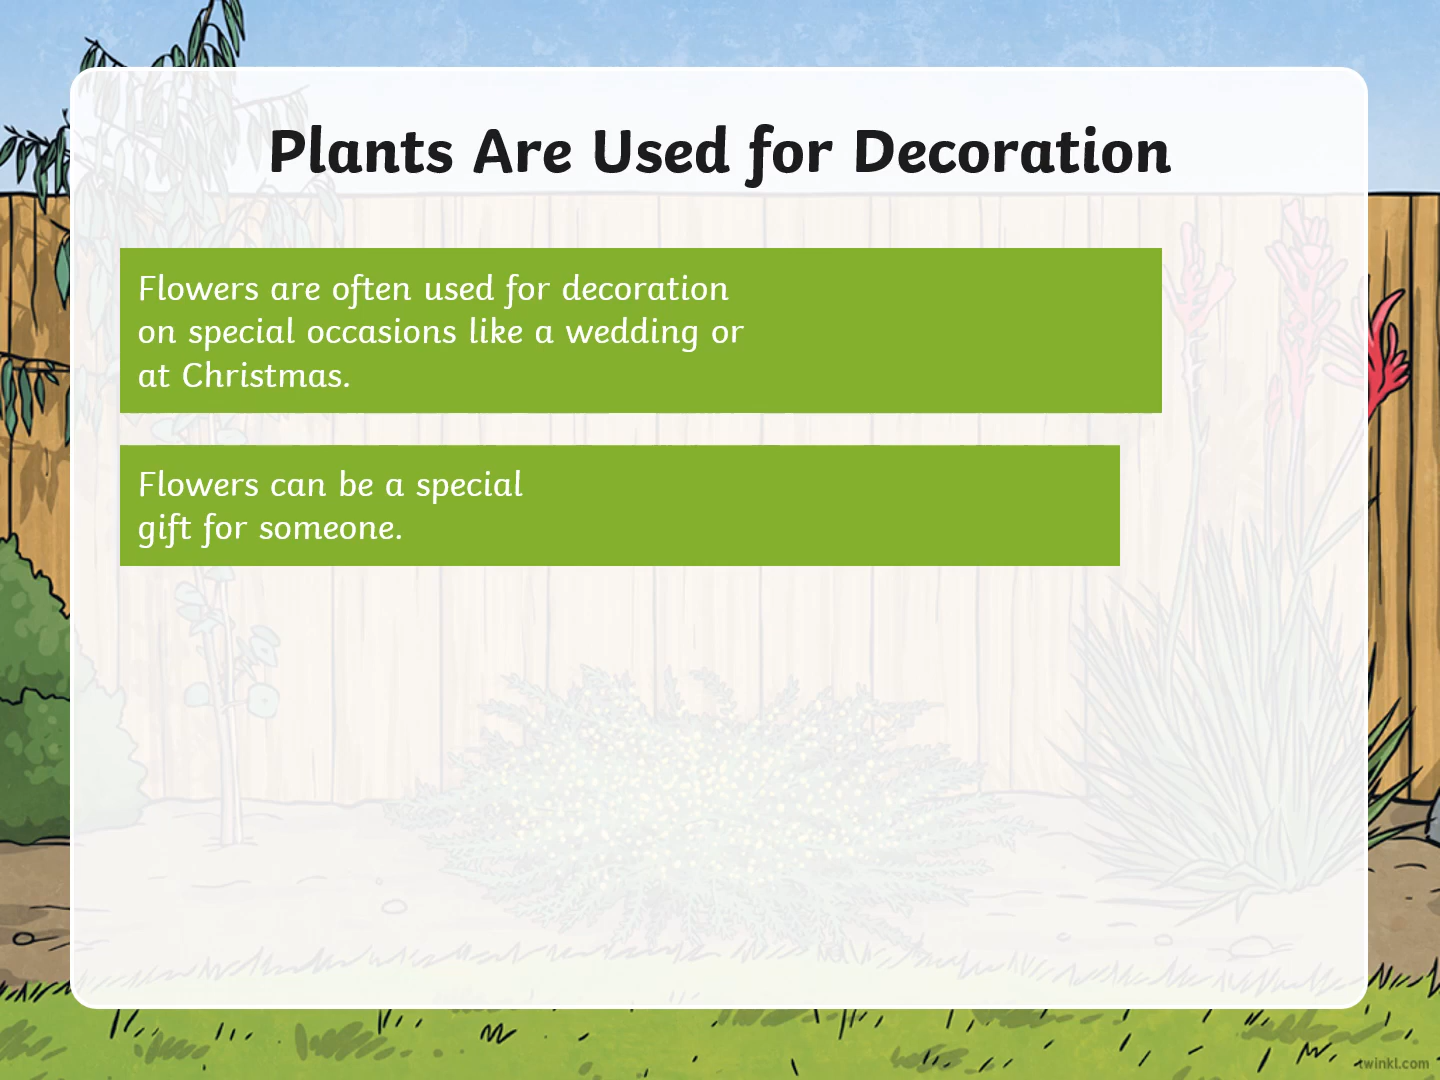 Plants Are Used for Decoration
Flowers are often used for decoration
on special occasions like a wedding or
at Christmas.
Flowers can be a special
gift for someone.
twinkl.com